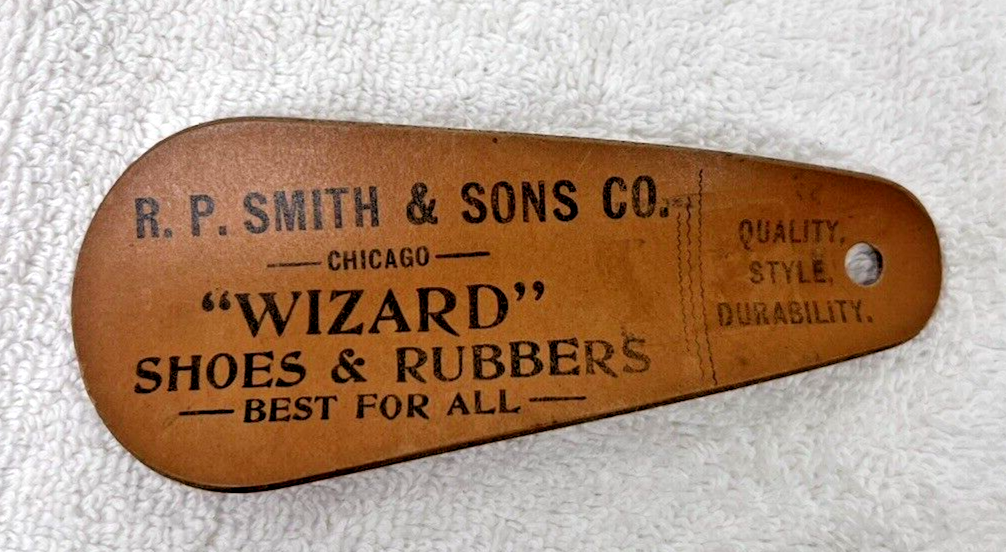 R. P. SMITH & SONS CO.
— CHICAGO —
"WIZARD"
SHOES & RUBBERS
— BEST FOR ALL —
QUALITY,
STYLE,
DURABILITY.